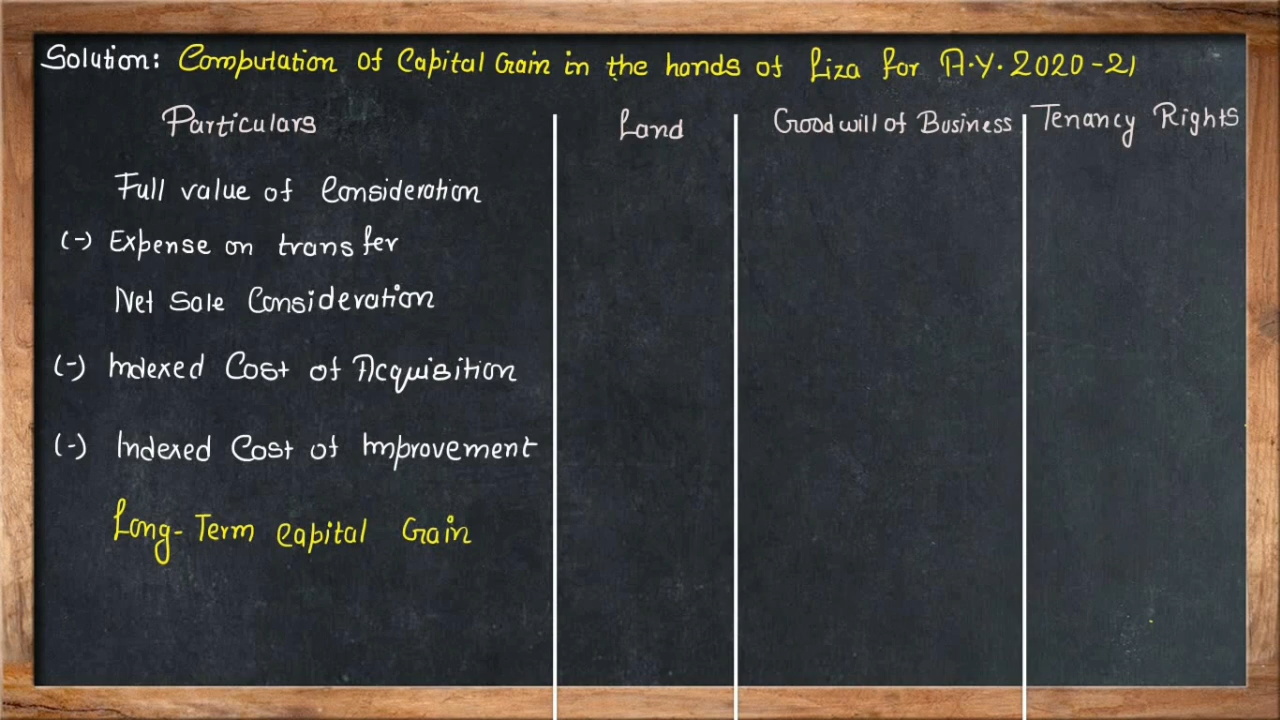 Solution: Computation of Capital Gain in the hands of Liza for A.Y. 2020-21
Particulars Land Goodwill of Business Tenancy Rights
Full value of Consideration
(-) Expense on transfer
Net Sale Consideration
(-) Indexed Cost of Acquisition
(-) Indexed Cost of Improvement
Long-Term Capital Gain